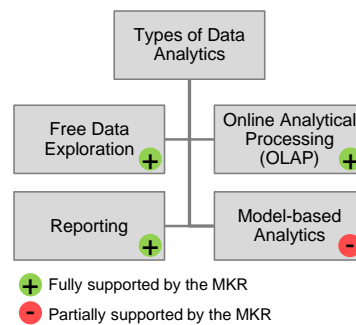 Types of Data
Analytics
Free Data
Exploration
+
Online Analytical
Processing
(OLAP)
+
Reporting
+
Model-based
Analytics
-
+ Fully supported by the MKR
- Partially supported by the MKR